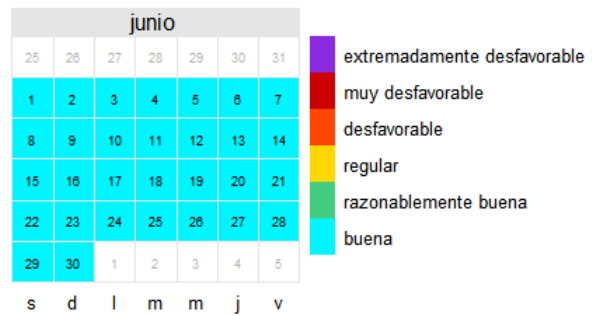 junio
25 26 27 28 29 30 31
1 2 3 4 5 6 7
8 9 10 11 12 13 14
15 16 17 18 19 20 21
22 23 24 25 26 27 28
29 30 1 2 3 4 5
s d l m m j v
extremadamente desfavorable
muy desfavorable
desfavorable
regular
razonablemente buena
buena